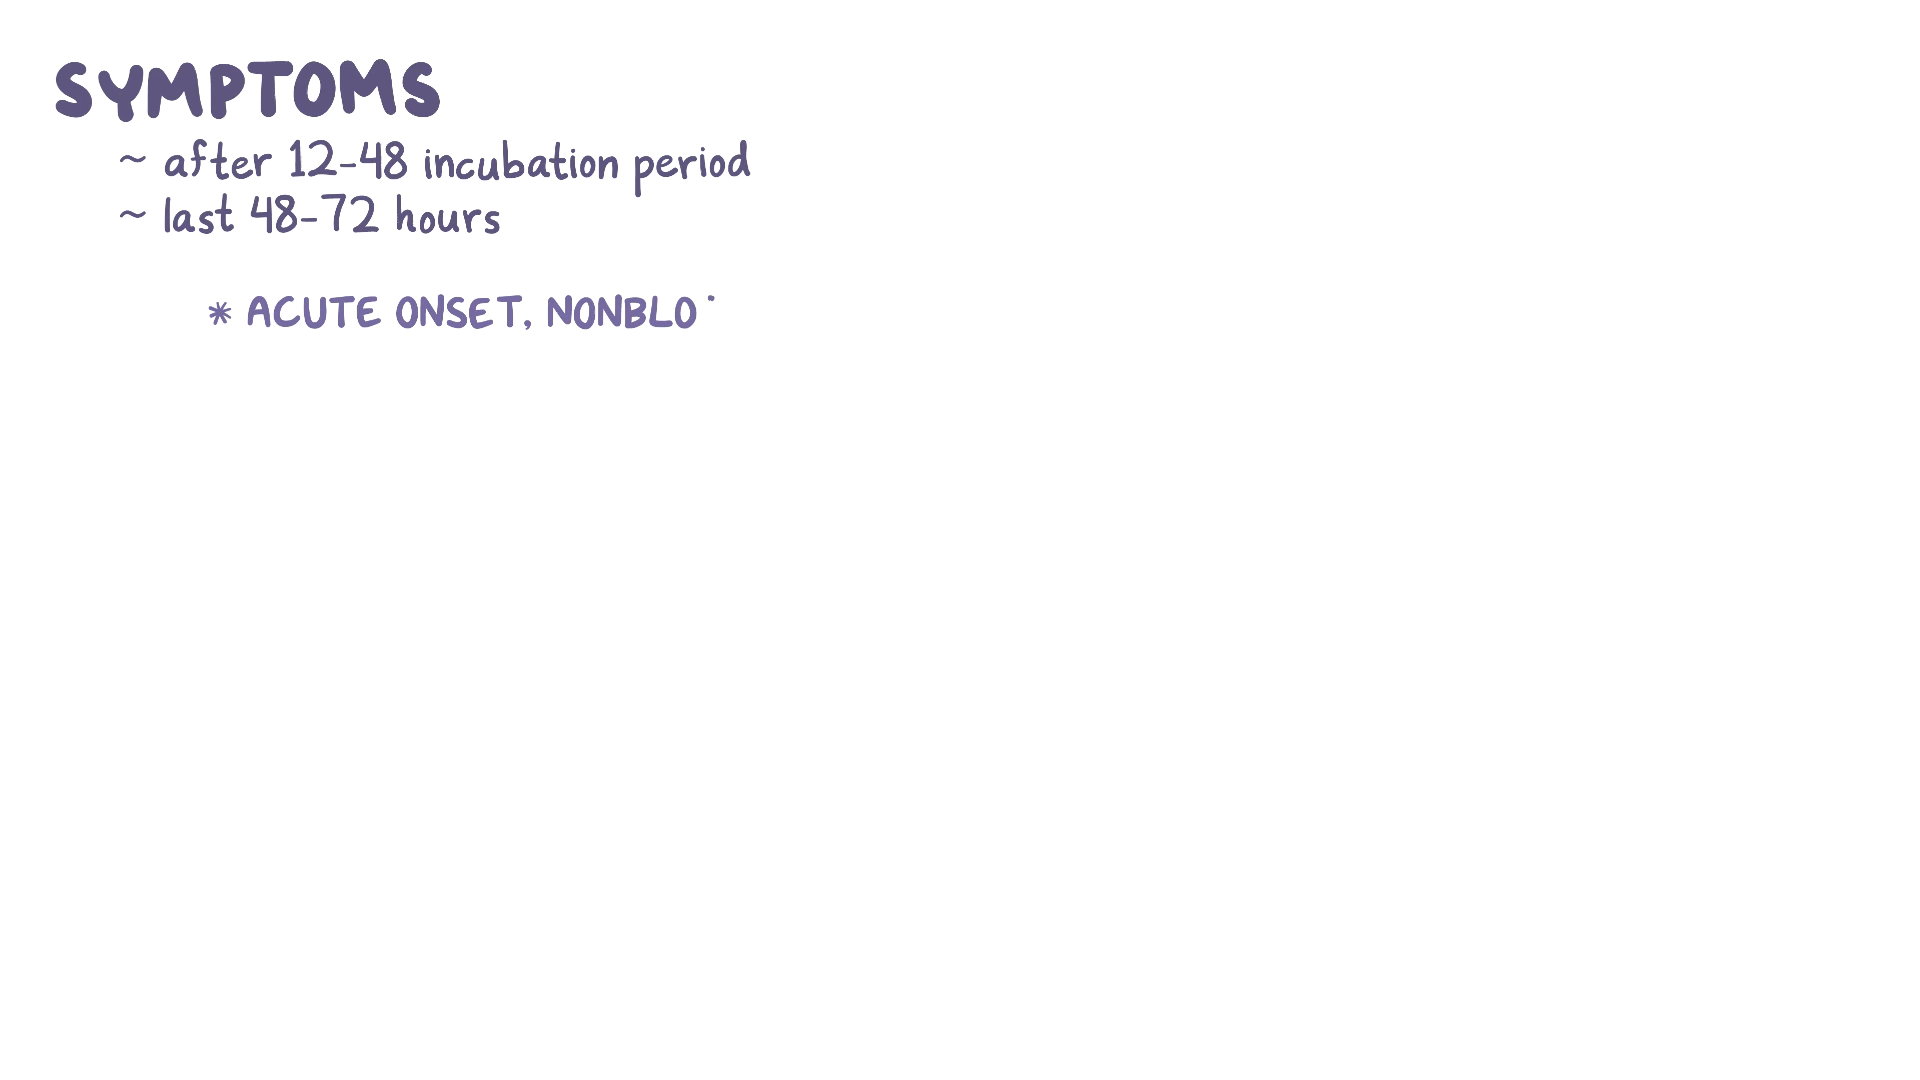 SYMPTOMS
~ after 12-48 incubation period
~ last 48-72 hours
* ACUTE ONSET, NONBLO